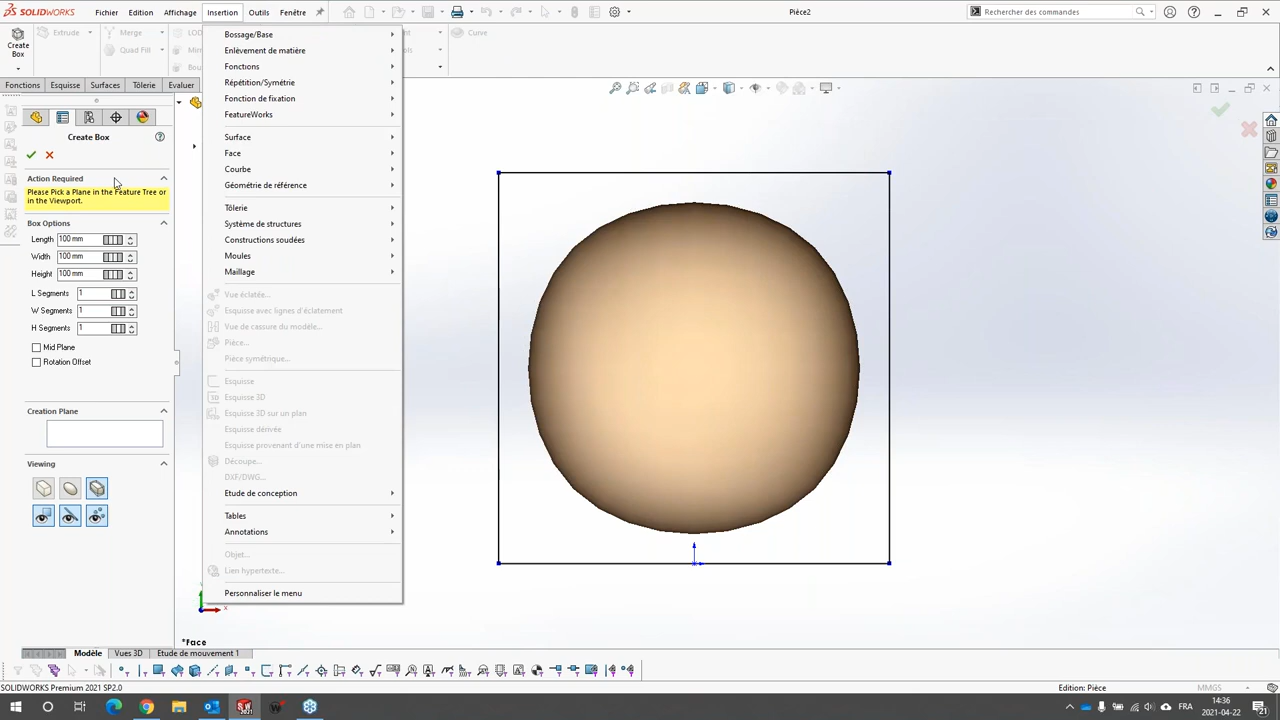 SOLIDWORKS
Fichier
Edition
Affichage
Insertion
Outils
Fenêtre
Pièce2
Rechercher des commandes
Create
Box
Extrude
Merge
Quad Fill
Curve
Fonctions
Esquisse
Surfaces
Tôlerie
Evaluer
Create Box
Action Required
Please Pick a Plane in the Feature Tree or
in the Viewport.
Box Options
Length 100 mm
Width 100 mm
Height 100 mm
L Segments 1
W Segments 1
H Segments 1
Mid Plane
Rotation Offset
Creation Plane
Viewing
Bossage/Base
Enlèvement de matière
Fonctions
Répétition/Symétrie
Fonction de fixation
FeatureWorks
Surface
Face
Courbe
Géométrie de référence
Tôlerie
Système de structures
Constructions soudées
Moules
Maillage
Vue éclatée...
Esquisse avec lignes d'éclatement
Vue de cassure du modèle...
Pièce...
Pièce symétrique...
Esquisse
Esquisse 3D
Esquisse 3D sur un plan
Esquisse dérivée
Esquisse provenant d'une mise en plan
Découpe...
DXF/DWG...
Etude de conception
Tables
Annotations
Objet...
Lien hypertexte...
Personnaliser le menu
x
*Face
Modèle
Vues 3D
Etude de mouvement 1
SOLIDWORKS Premium 2021 SP2.0
Edition: Pièce
MMGS
FRA
14:36
2021-04-22